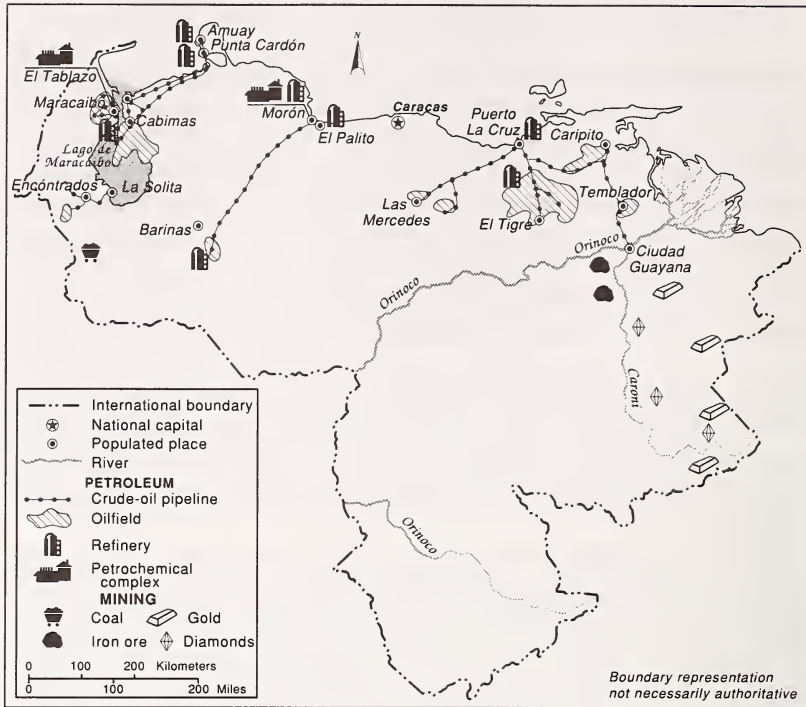 Amuay
Punta Cardón
El Tablazo
Maracaibo
Cabimas
Lago de
Maracaibo
Encóntrados
La Solita
Morón
El Palito
Caracas
Puerto
La Cruz
Caripito
Barinas
Las
Mercedes
El Tigre
Temblador
Orinoco
Ciudad
Guayana
Orinoco
Caroní
Orinoco
International boundary
National capital
Populated place
River
PETROLEUM
Crude-oil pipeline
Oilfield
Refinery
Petrochemical
complex
MINING
Coal
Gold
Iron ore
Diamonds
0 100 200 Kilometers
0 100 200 Miles
Boundary representation
not necessarily authoritative